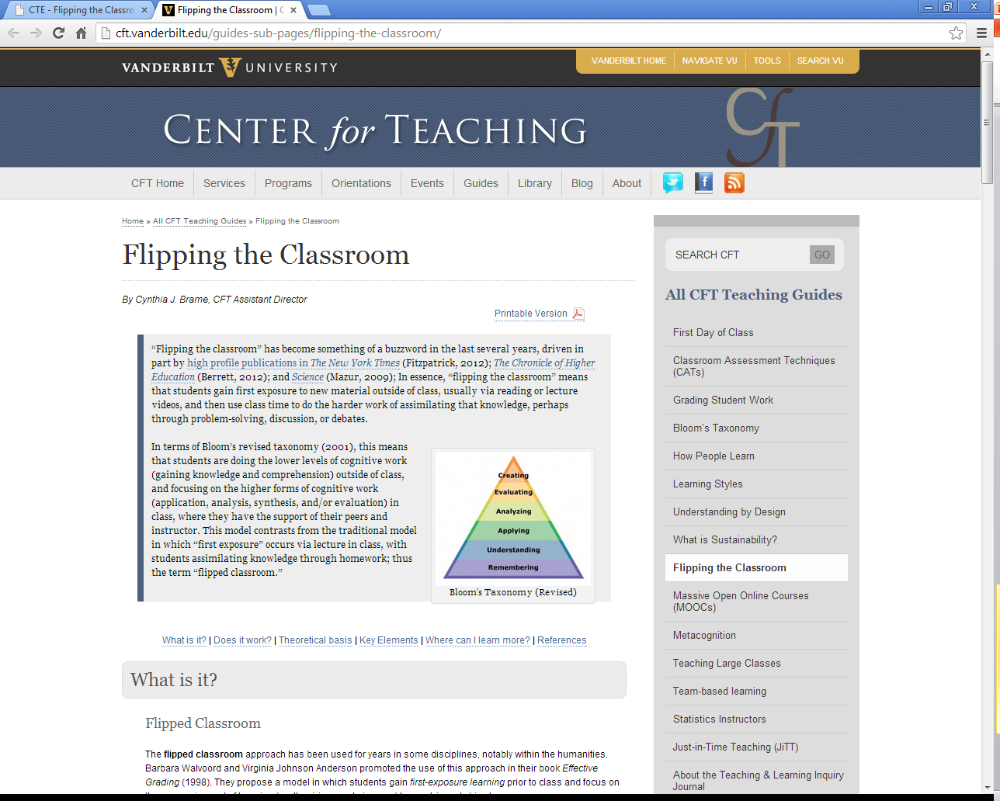 CTE - Flipping the Classro
Flipping the Classroom | C
cft.vanderbilt.edu/guides-sub-pages/flipping-the-classroom/
VANDERBILT UNIVERSITY
VANDERBILT HOME
NAVIGATE VU
TOOLS
SEARCH VU
CENTER for TEACHING
CfT
CFT Home
Services
Programs
Orientations
Events
Guides
Library
Blog
About
Home » All CFT Teaching Guides » Flipping the Classroom
Flipping the Classroom
By Cynthia J. Brame, CFT Assistant Director
Printable Version
“Flipping the classroom” has become something of a buzzword in the last several years, driven in
part by high profile publications in The New York Times (Fitzpatrick, 2012); The Chronicle of Higher
Education (Berrett, 2012); and Science (Mazur, 2009); In essence, “flipping the classroom” means
that students gain first exposure to new material outside of class, usually via reading or lecture
videos, and then use class time to do the harder work of assimilating that knowledge, perhaps
through problem-solving, discussion, or debates.
In terms of Bloom’s revised taxonomy (2001), this means
that students are doing the lower levels of cognitive work
(gaining knowledge and comprehension) outside of class,
and focusing on the higher forms of cognitive work
(application, analysis, synthesis, and/or evaluation) in
class, where they have the support of their peers and
instructor. This model contrasts from the traditional model
in which “first exposure” occurs via lecture in class, with
students assimilating knowledge through homework; thus
the term “flipped classroom.”
Creating
Evaluating
Analyzing
Applying
Understanding
Remembering
Bloom's Taxonomy (Revised)
What is it? | Does it work? | Theoretical basis | Key Elements | Where can I learn more? | References
What is it?
Flipped Classroom
The flipped classroom approach has been used for years in some disciplines, notably within the humanities.
Barbara Walvoord and Virginia Johnson Anderson promoted the use of this approach in their book Effective
Grading (1998). They propose a model in which students gain first-exposure learning prior to class and focus on
SEARCH CFT
GO
All CFT Teaching Guides
First Day of Class
Classroom Assessment Techniques
(CATs)
Grading Student Work
Bloom’s Taxonomy
How People Learn
Learning Styles
Understanding by Design
What is Sustainability?
Flipping the Classroom
Massive Open Online Courses
(MOOCs)
Metacognition
Teaching Large Classes
Team-based learning
Statistics Instructors
Just-in-Time Teaching (JiTT)
About the Teaching & Learning Inquiry
Journal